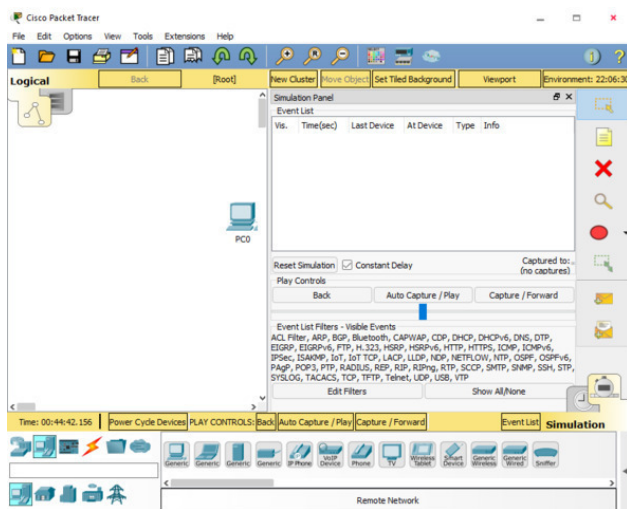 Cisco Packet Tracer
File Edit Options View Tools Extensions Help
Logical Back [Root] New Cluster Move Object Set Tiled Background Viewport Environment: 22:06:30
Simulation Panel
Event List
Vis. Time(sec) Last Device At Device Type Info
PC0
Reset Simulation Constant Delay Captured to:
(no captures)
Play Controls
Back Auto Capture / Play Capture / Forward
Event List Filters - Visible Events
ACL Filter, ARP, BGP, Bluetooth, CAPWAP, CDP, DHCP, DHCPv6, DNS, DTP,
EIGRP, EIGRPv6, FTP, H.323, HSRP, HSRPv6, HTTP, HTTPS, ICMP, ICMPv6,
IPSec, ISAKMP, IoT, IoT TCP, LACP, LLDP, NDP, NETFLOW, NTP, OSPF, OSPFv6,
PAgP, POP3, PTP, RADIUS, REP, RIP, RIPng, RTP, SCCP, SMTP, SNMP, SSH, STP,
SYSLOG, TACACS, TCP, TFTP, Telnet, UDP, USB, VTP
Edit Filters Show All/None
Time: 00:44:42.156 Power Cycle Devices PLAY CONTROLS: Back Auto Capture / Play Capture / Forward Event List Simulation
Generic Generic Generic Generic IP Phone VoIP Device Phone TV Wireless Tablet Smart Device Generic Wireless Generic Wired Sniffer
Remote Network